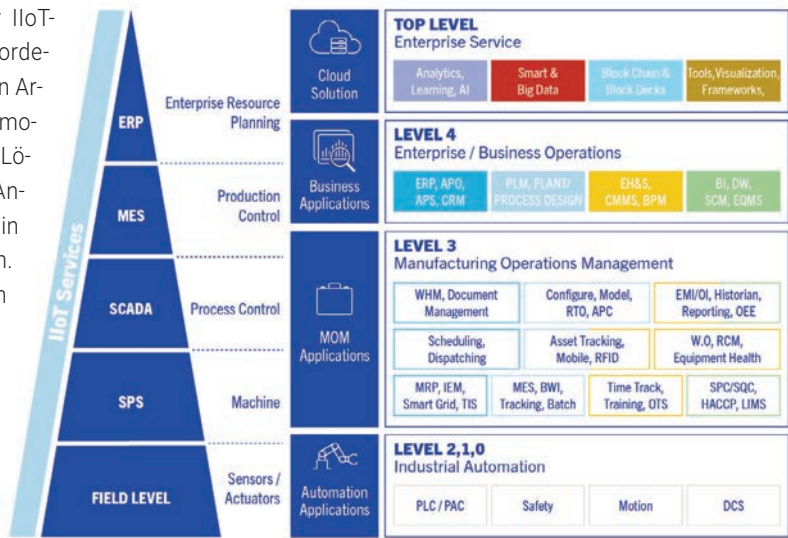 IIoT-
orde-
n Ar-
mo-
Lö-
An-
in
n.
n
IIoT Services
ERP
MES
SCADA
SPS
FIELD LEVEL
Enterprise Resource
Planning
Production
Control
Process Control
Machine
Sensors /
Actuators
Cloud
Solution
Business
Applications
MOM
Applications
Automation
Applications
TOP LEVEL
Enterprise Service
Analytics,
Learning, AI
Smart &
Big Data
Block Chain &
Block Decks
Tools,Visualization,
Frameworks,
LEVEL 4
Enterprise / Business Operations
ERP, APO,
APS, CRM
PLM, PLANT/
PROCESS DESIGN
EH&S,
CMMS, BPM
BI, DW,
SCM, EQMS
LEVEL 3
Manufacturing Operations Management
WHM, Document
Management
Configure, Model,
RTO, APC
EMI/OI, Historian,
Reporting, OEE
Scheduling,
Dispatching
Asset Tracking,
Mobile, RFID
W.O, RCM,
Equipment Health
MRP, IEM,
Smart Grid, TIS
MES, BWI,
Tracking, Batch
Time Track,
Training, OTS
SPC/SQC,
HACCP, LIMS
LEVEL 2,1,0
Industrial Automation
PLC / PAC
Safety
Motion
DCS